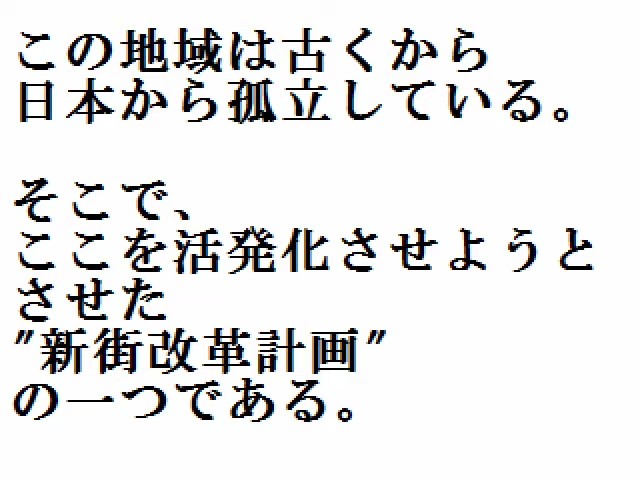 この地域は古くから
日本から孤立している。
そこで、
ここを活発化させようと
させた
"新街改革計画"
の一つである。